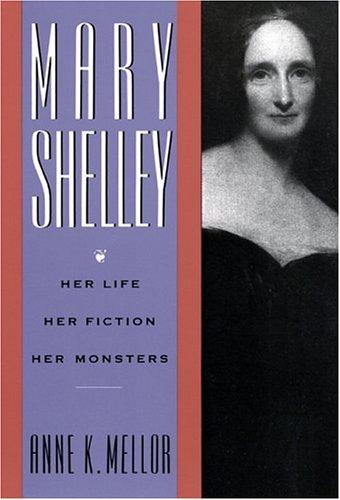 MARY
SHELLEY
HER LIFE
HER FICTION
HER MONSTERS
ANNE K. MELLOR